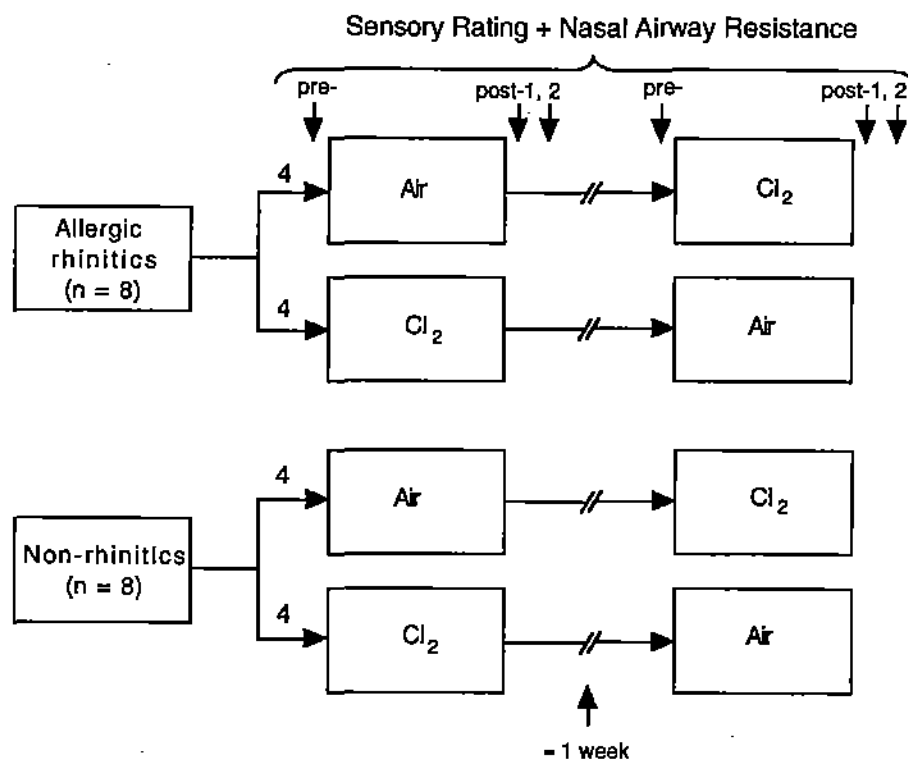 Sensory Rating + Nasal Airway Resistance
pre- post-1, 2 pre- post-1, 2
4 Air Cl₂
Allergic
rhinitics
(n = 8)
4 Cl₂ Air
4 Air Cl₂
Non-rhinitics
(n = 8)
4 Cl₂ Air
= 1 week